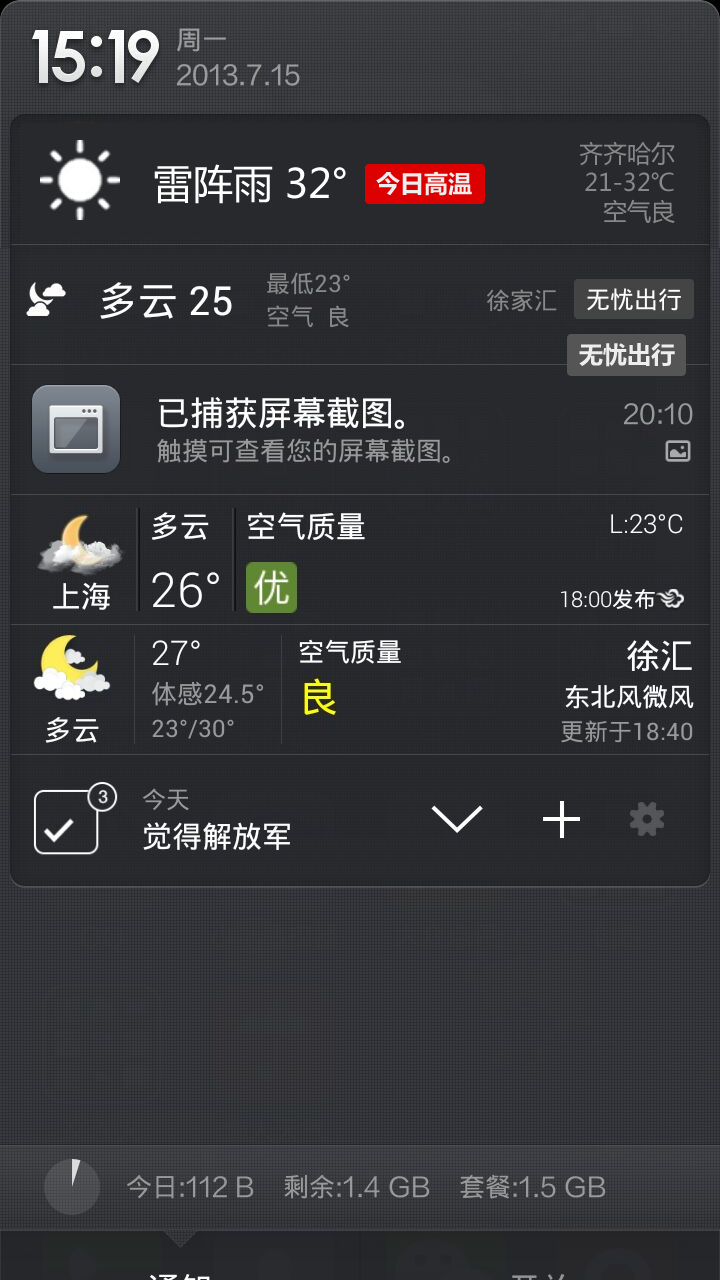 15:19
周一
2013.7.15
雷阵雨 32° 今日高温
齐齐哈尔
21-32℃
空气良
多云 25
最低23°
空气 良
徐家汇
无忧出行
无忧出行
已捕获屏幕截图。
20:10
触摸可查看您的屏幕截图。
上海
多云
26°
空气质量
优
L:23°C
18:00发布
多云
27°
体感24.5°
23°/30°
空气质量
良
徐汇
东北风微风
更新于18:40
3
今天
觉得解放军
今日:112 B 剩余:1.4 GB 套餐:1.5 GB
通知
开关